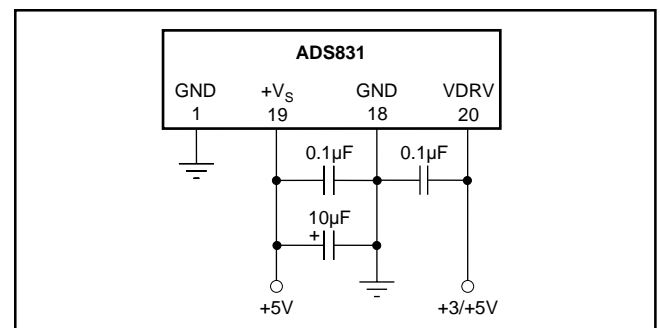 ADS831
GND +VS GND VDRV
1 19 18 20
0.1µF 0.1µF
10µF
+
+5V +3/+5V